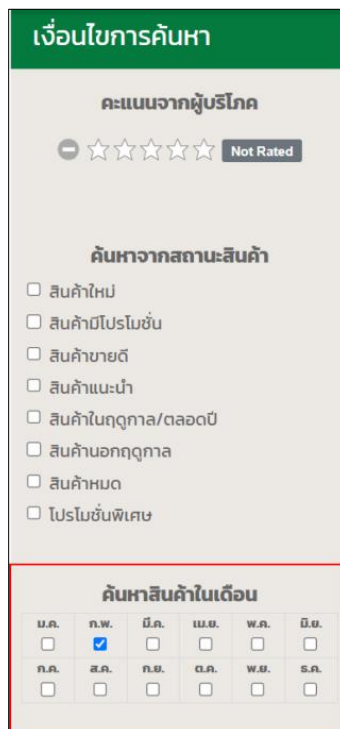 เงื่อนไขการค้นหา
คะแนนจากผู้บริโภค
Not Rated
ค้นหาจากสถานะสินค้า
สินค้าใหม่
สินค้ามีโปรโมชั่น
สินค้าขายดี
สินค้าแนะนำ
สินค้าในฤดูกาล/ตลอดปี
สินค้านอกฤดูกาล
สินค้าหมด
โปรโมชั่นพิเศษ
ค้นหาสินค้าในเดือน
ม.ค. ก.พ. มี.ค. เม.ย. พ.ค. มิ.ย.
ก.ค. ส.ค. ก.ย. ต.ค. พ.ย. ธ.ค.